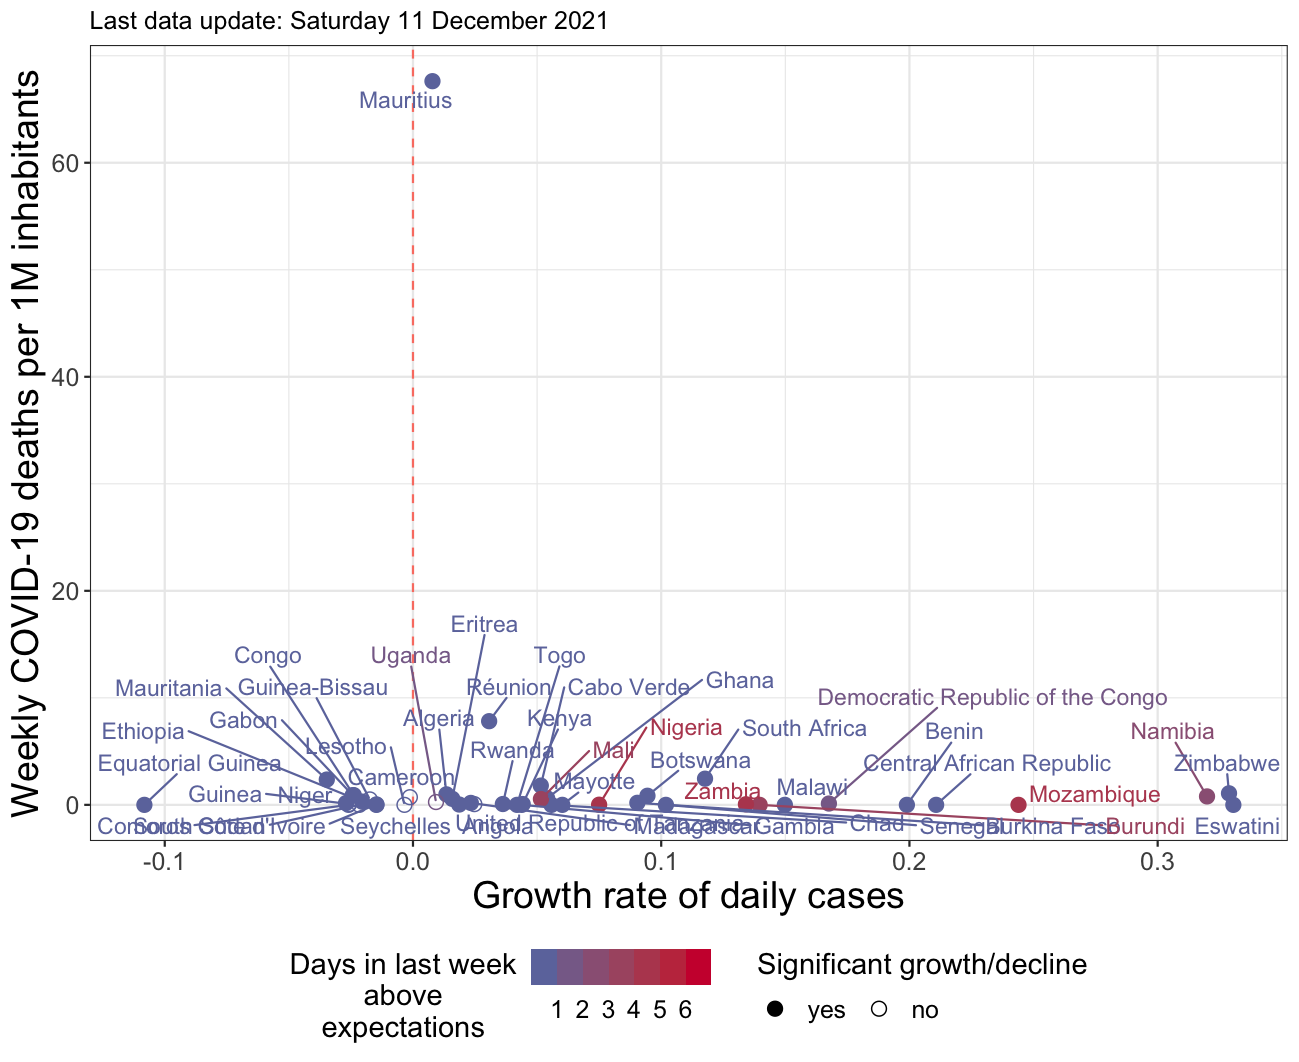 Last data update: Saturday 11 December 2021
Weekly COVID-19 deaths per 1M inhabitants
60
40
20
0
Mauritius
Eritrea
Congo
Uganda
Togo
Mauritania
Guinea-Bissau
Réunion
Cabo Verde
Ghana
Democratic Republic of the Congo
Gabon
Algeria
Kenya
Ethiopia
Nigeria
South Africa
Benin
Namibia
Lesotho
Rwanda
Mali
Equatorial Guinea
Cameroon
Botswana
Central African Republic
Zimbabwe
Mayotte
Guinea
Niger
Zambia
Malawi
Mozambique
Comoros
South Sudan
Côte d'Ivoire
Seychelles
Angola
United Republic of Tanzania
Madagascar
Gambia
Chad
Senegal
Burkina Faso
Burundi
Eswatini
-0.1
0.0
0.1
0.2
0.3
Growth rate of daily cases
Days in last week
above
expectations
1 2 3 4 5 6
Significant growth/decline
yes
no